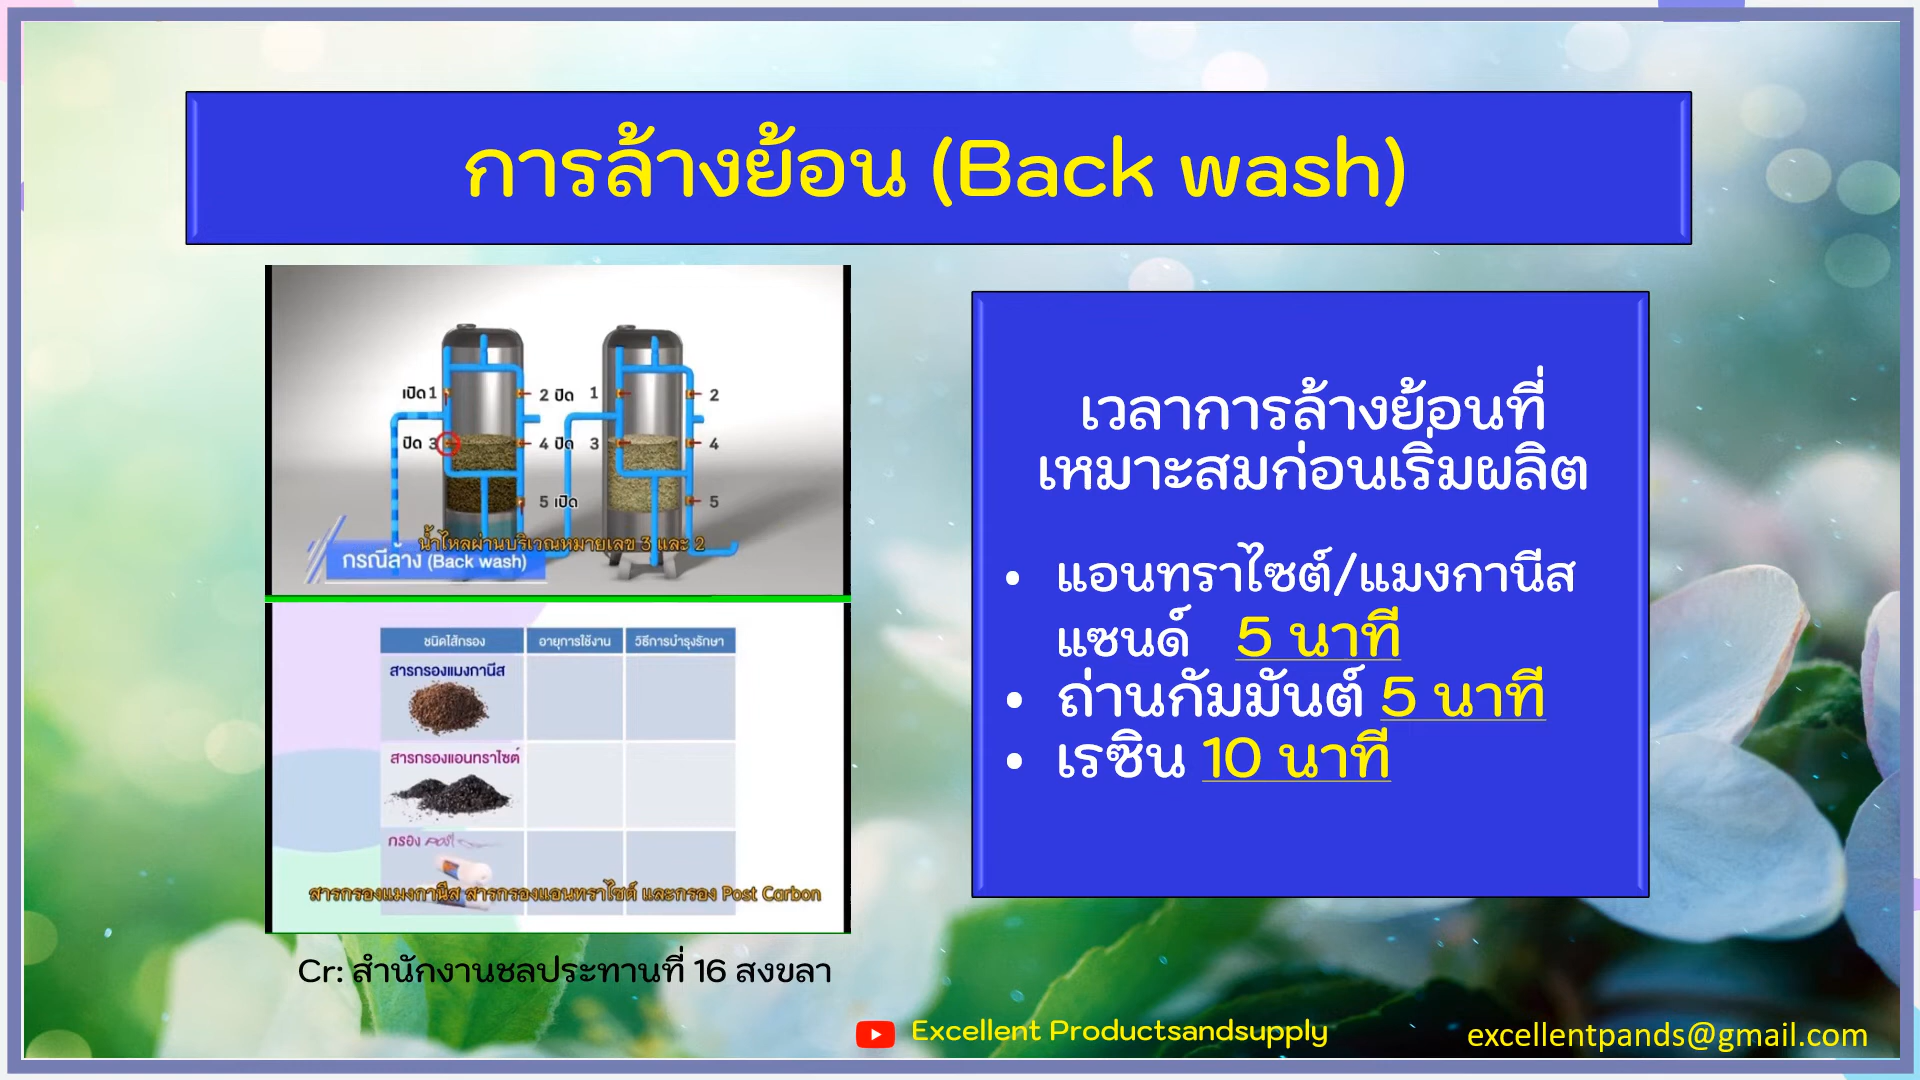 การล้างย้อน (Back wash)
เปิด 1
2 ปิด
1
2
ปิด 3
4 ปิด
3
4
5 เปิด
5
น้ำไหลผ่านบริเวณหมายเลข 3 และ 2
กรณีล้าง (Back wash)
ชนิดไส้กรอง อายุการใช้งาน วิธีการบำรุงรักษา
สารกรองแมงกานีส
สารกรองแอนทราไซต์
กรอง
สารกรองแมงกานีส สารกรองแอนทราไซต์ และกรอง Post Carbon
Cr: สำนักงานชลประทานที่ 16 สงขลา
เวลาการล้างย้อนที่
เหมาะสมก่อนเริ่มผลิต
• แอนทราไซต์/แมงกานีส
แซนด์ 5 นาที
• ถ่านกัมมันต์ 5 นาที
• เรซิน 10 นาที
Excellent Productsandsupply
excellentpands@gmail.com